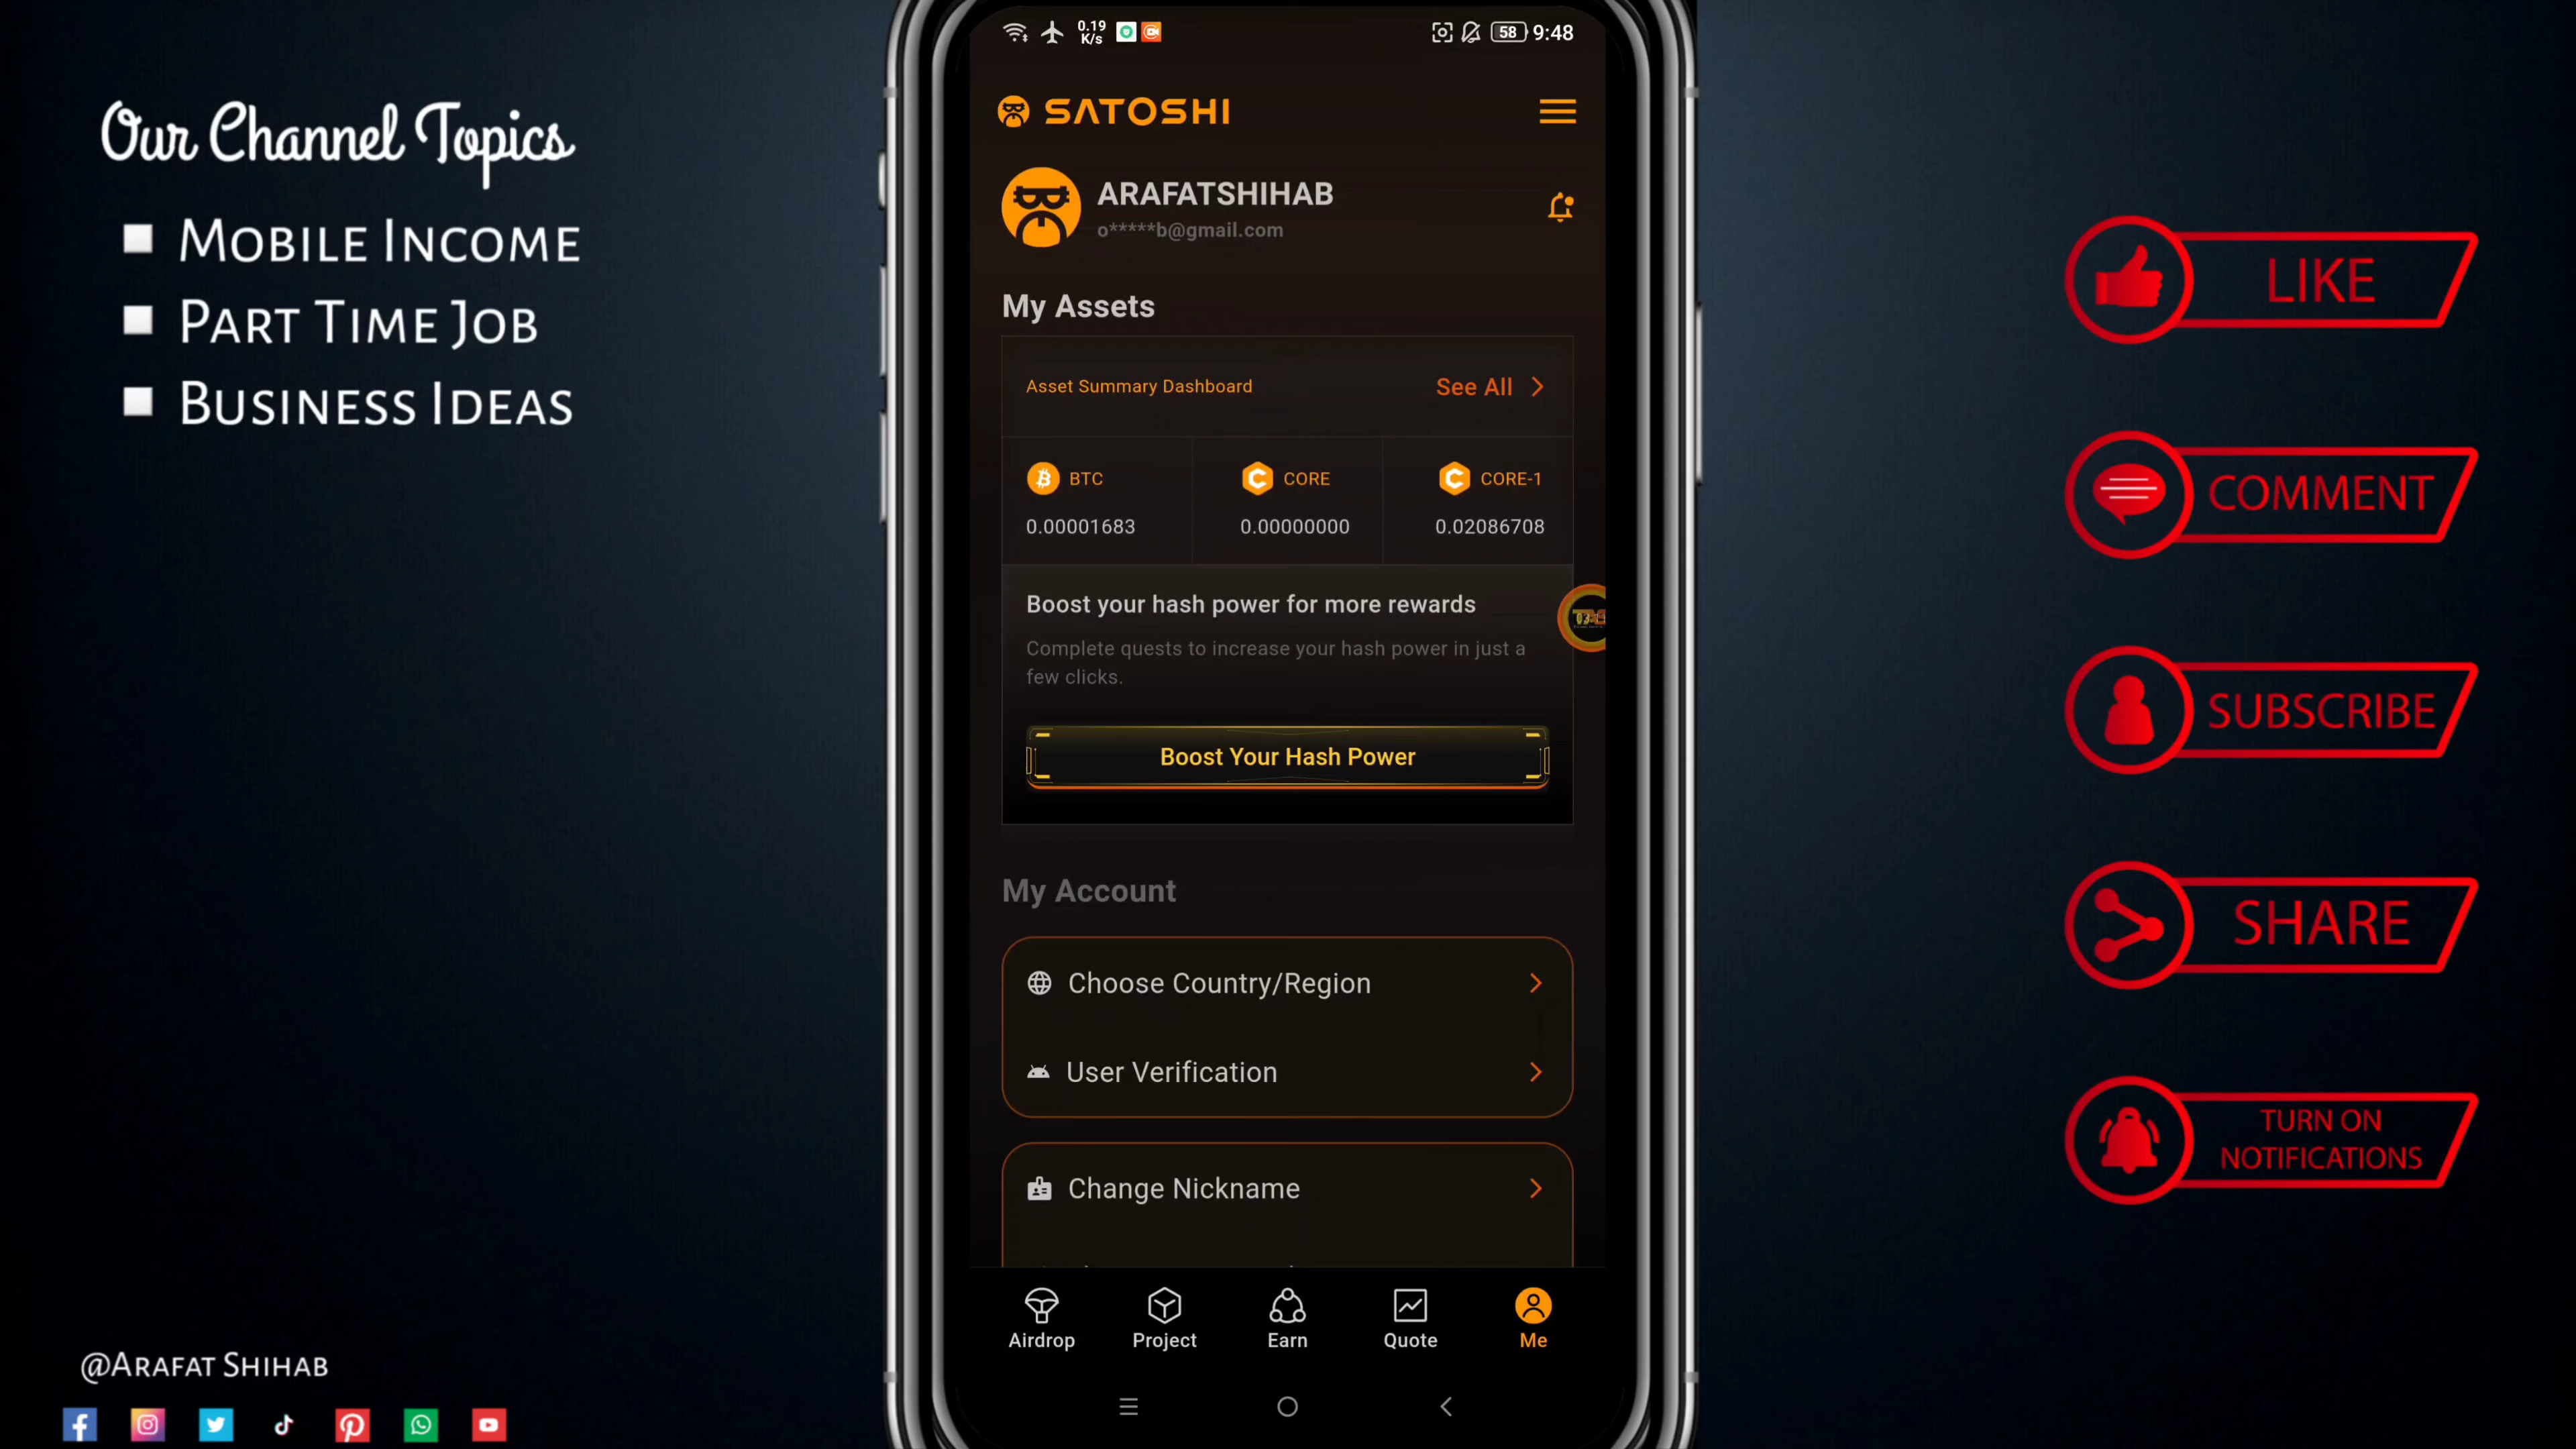 Our Channel Topics
Mobile Income
Part Time Job
Business Ideas
@Arafat Shihab
0.19
K/s
58
9:48
SATOSHI
ARAFATSHIHAB
o*****b@gmail.com
My Assets
Asset Summary Dashboard
See All
BTC
CORE
CORE-1
0.00001683
0.00000000
0.02086708
Boost your hash power for more rewards
Complete quests to increase your hash power in just a
few clicks.
Boost Your Hash Power
My Account
Choose Country/Region
User Verification
Change Nickname
Airdrop
Project
Earn
Quote
Me
LIKE
COMMENT
SUBSCRIBE
SHARE
TURN ON
NOTIFICATIONS